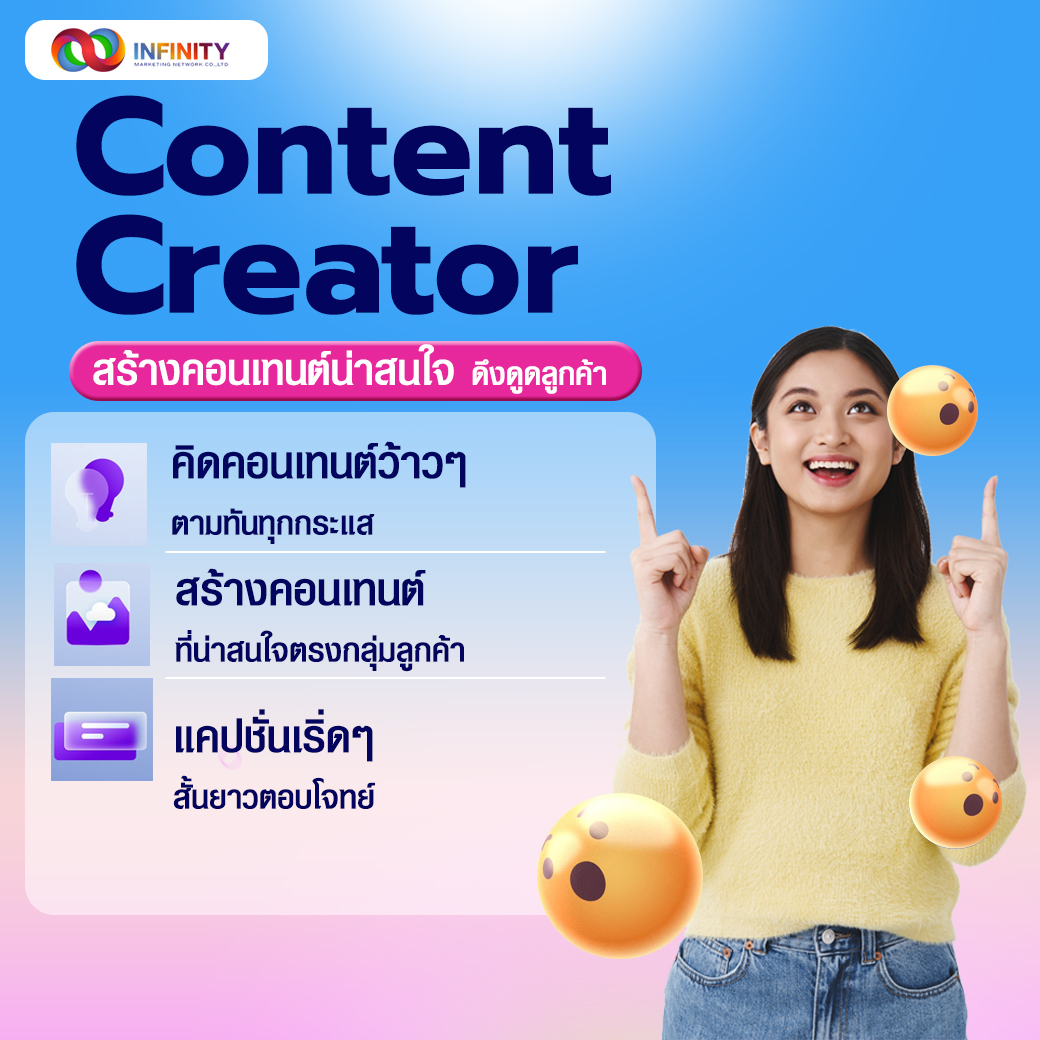 INFINITY
MARKETING NETWORK CO.,LTD
Content
Creator
สร้างคอนเทนต์น่าสนใจ ดึงดูดลูกค้า
คิดคอนเทนต์ว้าวๆ
ตามทันทุกกระแส
สร้างคอนเทนต์
ที่น่าสนใจตรงกลุ่มลูกค้า
แคปชั่นเริ่ดๆ
สั้นยาวตอบโจทย์